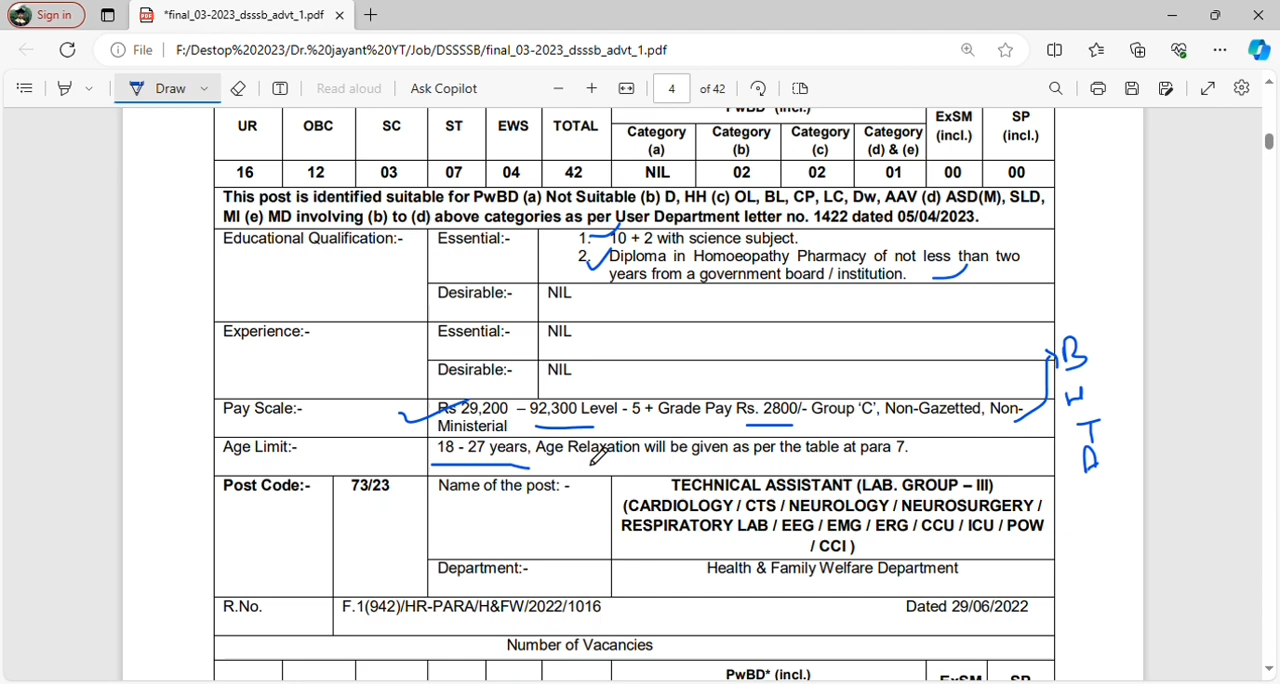 Sign in
*final_03-2023_dsssb_advt_1.pdf
File
F:/Destop%202023/Dr.%20jayant%20YT/Job/DSSSSB/final_03-2023_dsssb_advt_1.pdf
Draw
T
Read aloud
Ask Copilot
4 of 42
PwBD* (incl.)
UR OBC SC ST EWS TOTAL Category (a) Category (b) Category (c) Category (d) & (e) ExSM (incl.) SP (incl.)
16 12 03 07 04 42 NIL 02 02 01 00 00
This post is identified suitable for PwBD (a) Not Suitable (b) D, HH (c) OL, BL, CP, LC, Dw, AAV (d) ASD(M), SLD,
MI (e) MD involving (b) to (d) above categories as per User Department letter no. 1422 dated 05/04/2023.
Educational Qualification:- Essential:- 1. 10 + 2 with science subject.
2. Diploma in Homoeopathy Pharmacy of not less than two
years from a government board / institution.
Desirable:- NIL
Experience:- Essential:- NIL
Desirable:- NIL
B
H
T
A
Pay Scale:- Rs 29,200 – 92,300 Level - 5 + Grade Pay Rs. 2800/- Group ‘C’, Non-Gazetted, Non-
Ministerial
Age Limit:- 18 - 27 years, Age Relaxation will be given as per the table at para 7.
Post Code:- 73/23 Name of the post: - TECHNICAL ASSISTANT (LAB. GROUP – III)
(CARDIOLOGY / CTS / NEUROLOGY / NEUROSURGERY /
RESPIRATORY LAB / EEG / EMG / ERG / CCU / ICU / POW
/ CCI )
Department:- Health & Family Welfare Department
R.No. F.1(942)/HR-PARA/H&FW/2022/1016 Dated 29/06/2022
Number of Vacancies
PwBD* (incl.) ExSM SP